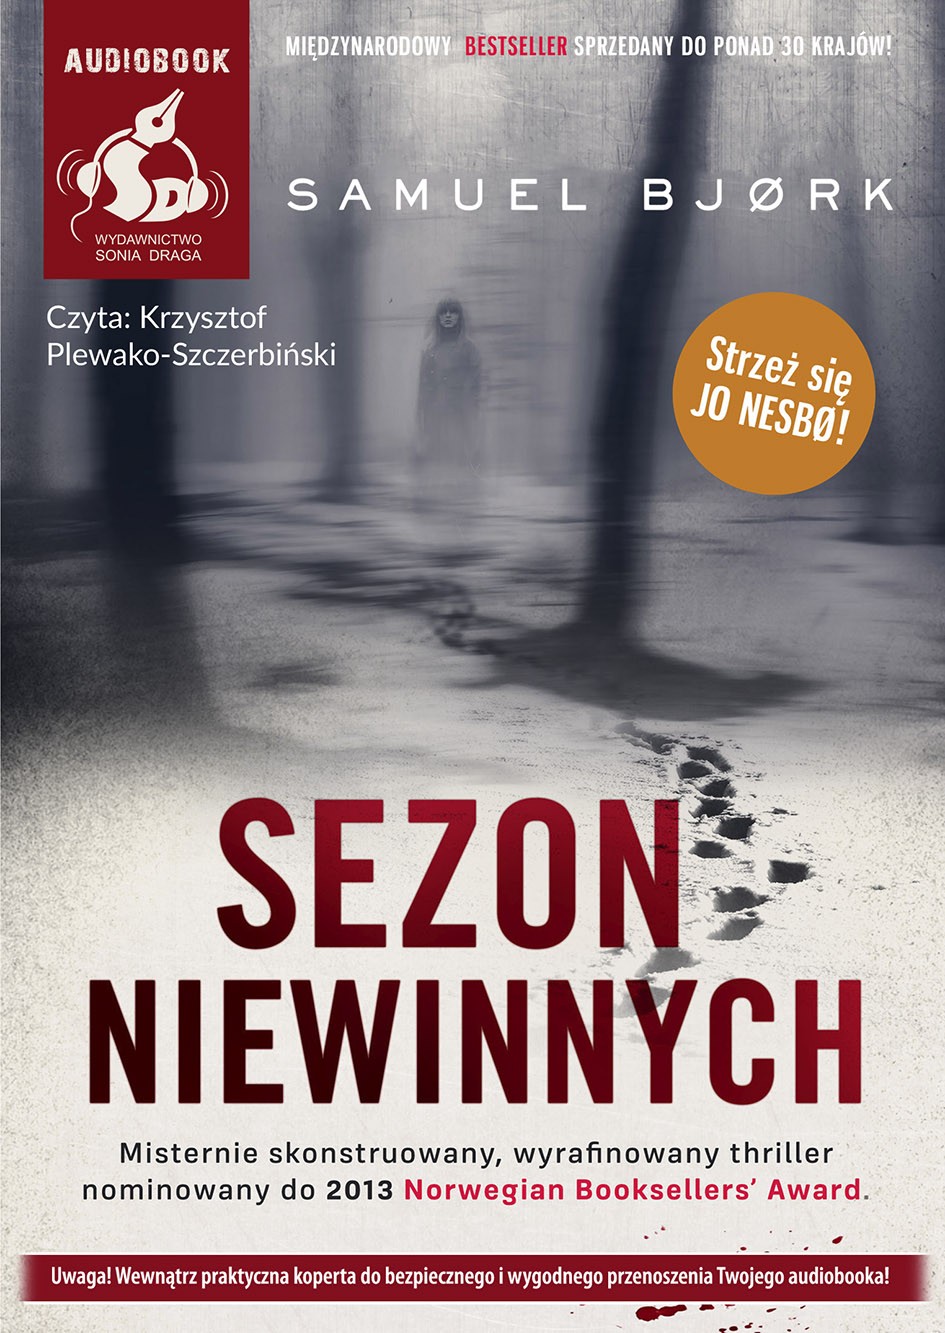 AUDIOBOOK
SD
WYDAWNICTWO
SONIA DRAGA
MIĘDZYNARODOWY BESTSELLER SPRZEDANY DO PONAD 30 KRAJÓW!
SAMUEL BJØRK
Czyta: Krzysztof
Plewako-Szczerbiński
Strzeż się
JO NESBØ!
SEZON
NIEWINNYCH
Misternie skonstruowany, wyrafinowany thriller
nominowany do 2013 Norwegian Booksellers’ Award.
Uwaga! Wewnątrz praktyczna koperta do bezpiecznego i wygodnego przenoszenia Twojego audiobooka!